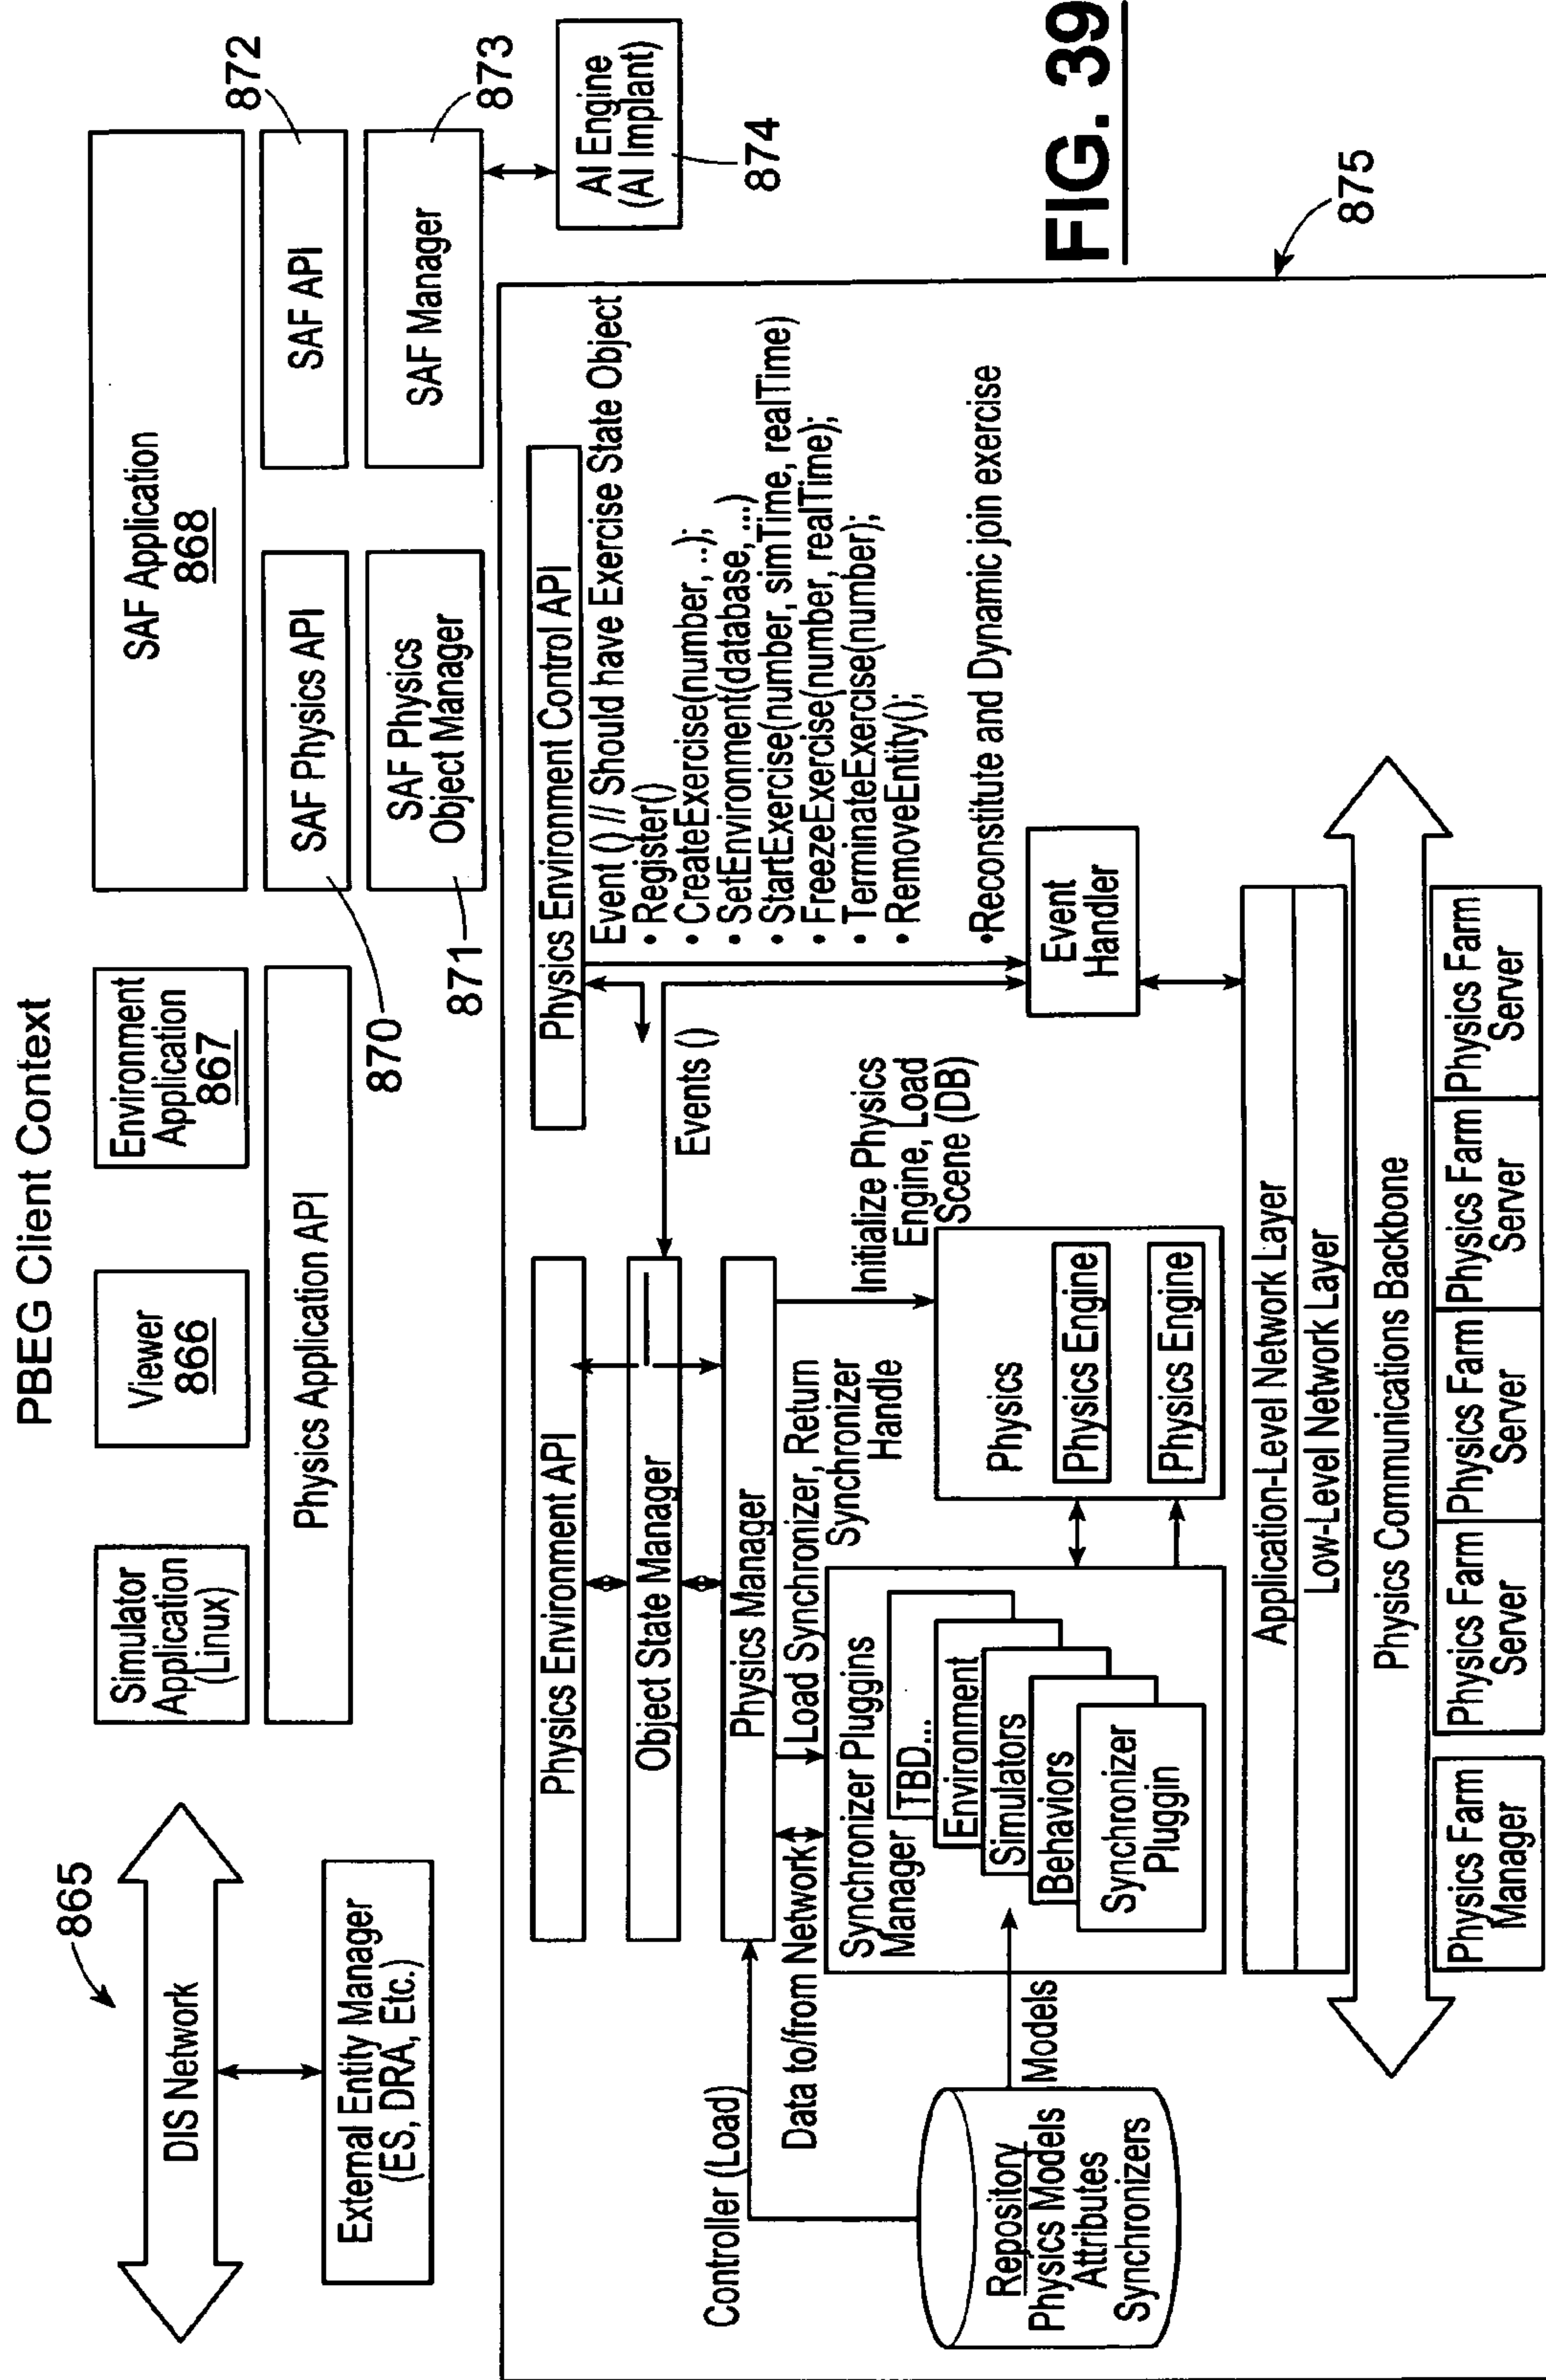 PBEG Client Context
865
DIS Network
External Entity Manager
(ES, DRA, Etc.)
Simulator
Application
(Linux)
Viewer
866
Environment
Application
867
Physics Application API
870
871
SAF Application
868
SAF Physics API
SAF Physics
Object Manager
SAF API
872
SAF Manager
873
AI Engine
(AI Implant)
874
Physics Environment API
Object State Manager
Physics Manager
Events ()
Physics Environment Control API
Event () // Should have Exercise State Object
• Register()
• CreateExercise(number, ..);
• SetEnvironment(database, ....)
• StartExercise(number, simTime, realTime)
• FreezeExercise(number, realTime);
• TerminateExercise(number);
• RemoveEntity();
•Reconstitute and Dynamic join exercise
Controller (Load)
Data to/from Network
Load Synchronizer, Return
Synchronizer
Handle
Initialize Physics
Engine, Load
Scene (DB)
Repository
Physics Models
Attributes
Synchronizers
Models
Synchronizer Pluggins
Manager
TBD...
Environment
Simulators
Behaviors
Synchronizer
Pluggin
Physics
Physics Engine
Physics Engine
Event
Handler
Application-Level Network Layer
Low-Level Network Layer
Physics Communications Backbone
Physics Farm
Manager
Physics Farm
Server
Physics Farm
Server
Physics Farm
Server
Physics Farm
Server
Physics Farm
Server
875
FIG. 39